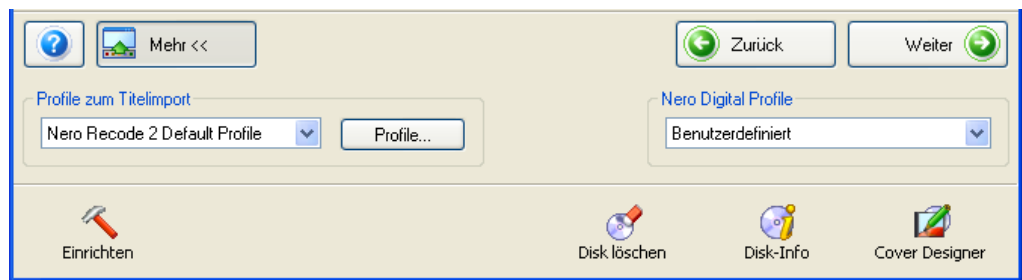 Mehr <<
Zurück
Weiter
Profile zum Titelimport
Nero Digital Profile
Nero Recode 2 Default Profile
Profile...
Benutzerdefiniert
Einrichten
Disk löschen
Disk-Info
Cover Designer